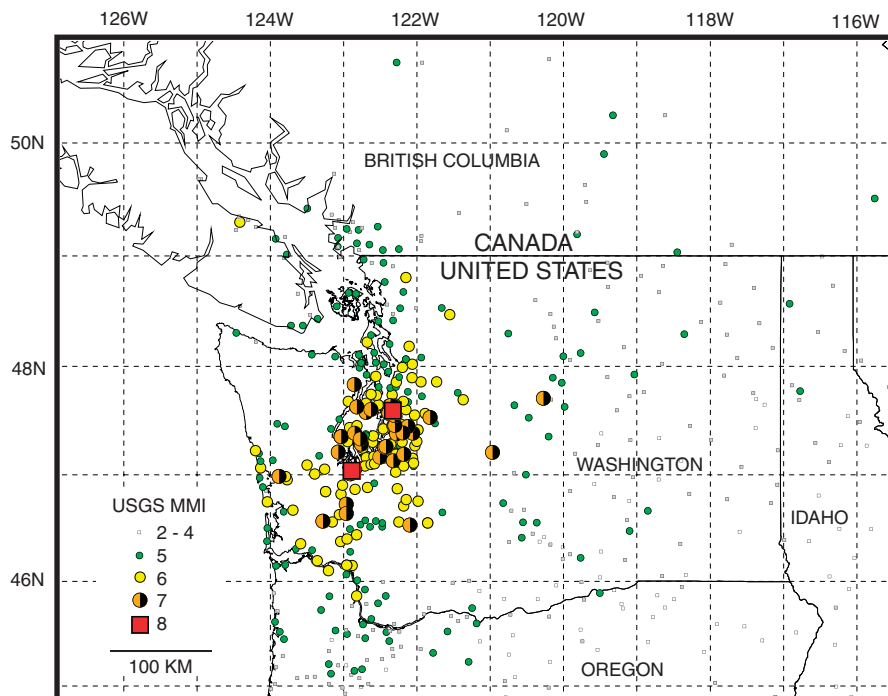 126W 124W 122W 120W 118W 116W
50N
BRITISH COLUMBIA
CANADA
UNITED STATES
48N
WASHINGTON
USGS MMI
2 - 4
IDAHO
5
6
46N
7
8
100 KM
OREGON